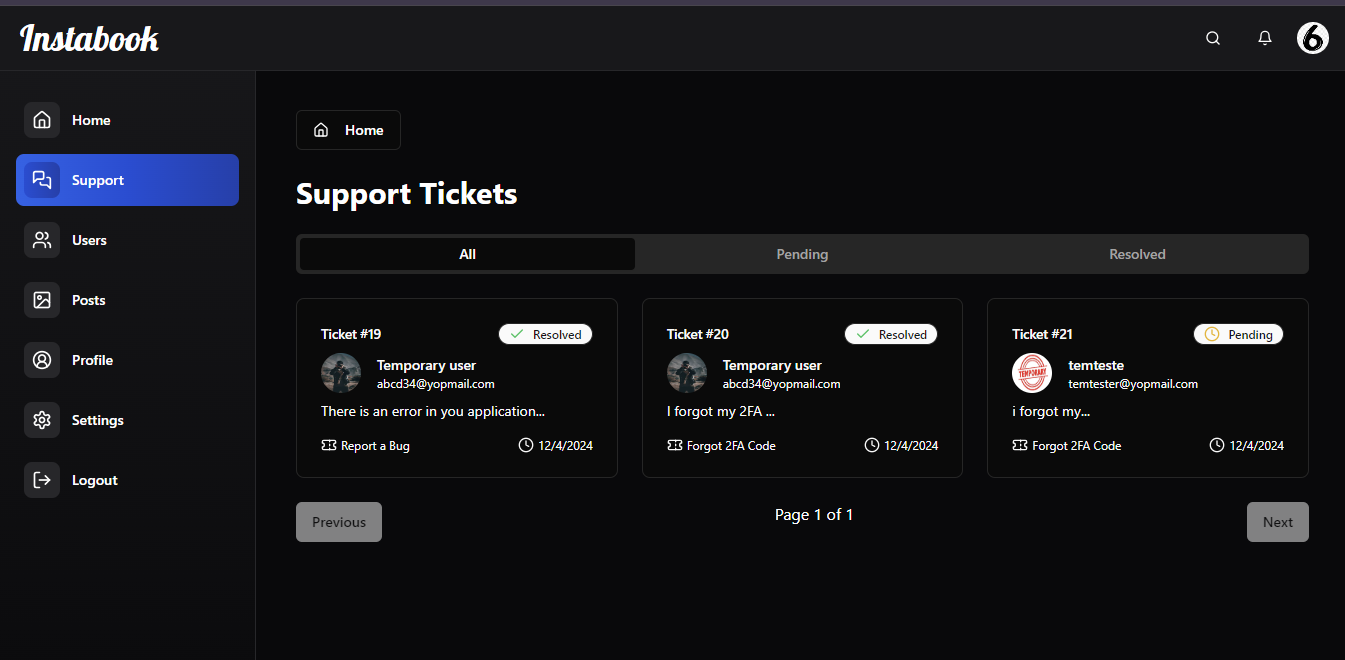 Instabook
Home
Support
Users
Posts
Profile
Settings
Logout
Home
Support Tickets
All Pending Resolved
Ticket #19 Resolved
Temporary user
abcd34@yopmail.com
There is an error in you application...
Report a Bug 12/4/2024
Ticket #20 Resolved
Temporary user
abcd34@yopmail.com
I forgot my 2FA ...
Forgot 2FA Code 12/4/2024
Ticket #21 Pending
TEMPORARY
temteste
temtester@yopmail.com
i forgot my...
Forgot 2FA Code 12/4/2024
Previous Page 1 of 1 Next